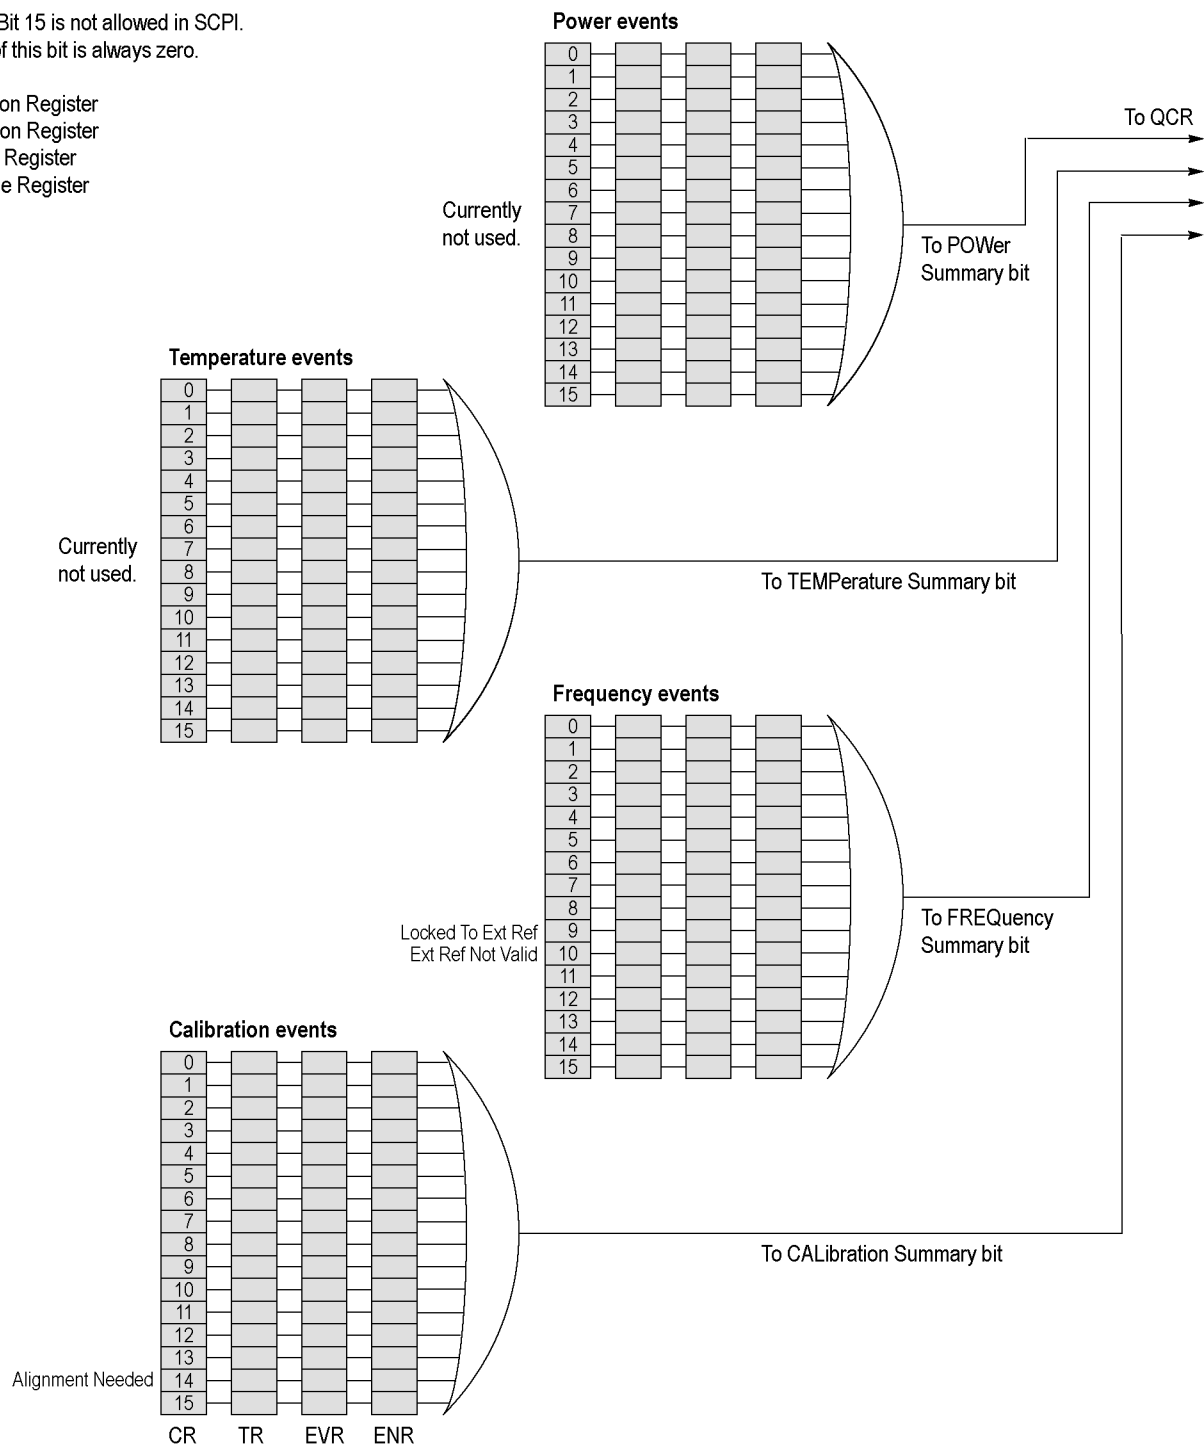 Bit 15 is not allowed in SCPI.
of this bit is always zero.
on Register
on Register
Register
e Register
Power events
0
1
2
3
4
5
6
7
8
9
10
11
12
13
14
15
Currently
not used.
To POWer
Summary bit
To QCR
Temperature events
0
1
2
3
4
5
6
7
8
9
10
11
12
13
14
15
Currently
not used.
To TEMPerature Summary bit
Frequency events
0
1
2
3
4
5
6
7
8
9
10
11
12
13
14
15
Locked To Ext Ref
Ext Ref Not Valid
To FREQuency
Summary bit
Calibration events
0
1
2
3
4
5
6
7
8
9
10
11
12
13
14
15
Alignment Needed
To CALibration Summary bit
CR TR EVR ENR